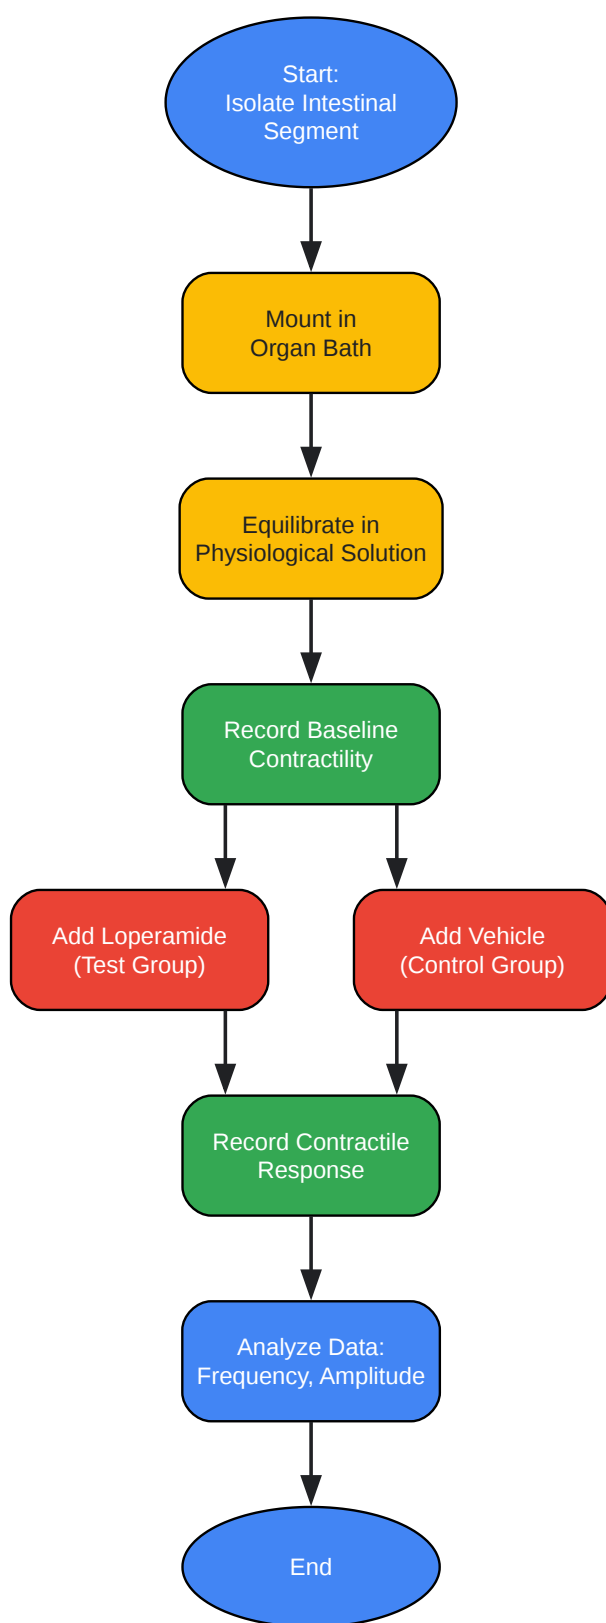 Start:
Isolate Intestinal
Segment
Mount in
Organ Bath
Equilibrate in
Physiological Solution
Record Baseline
Contractility
Add Loperamide
(Test Group)
Add Vehicle
(Control Group)
Record Contractile
Response
Analyze Data:
Frequency, Amplitude
End